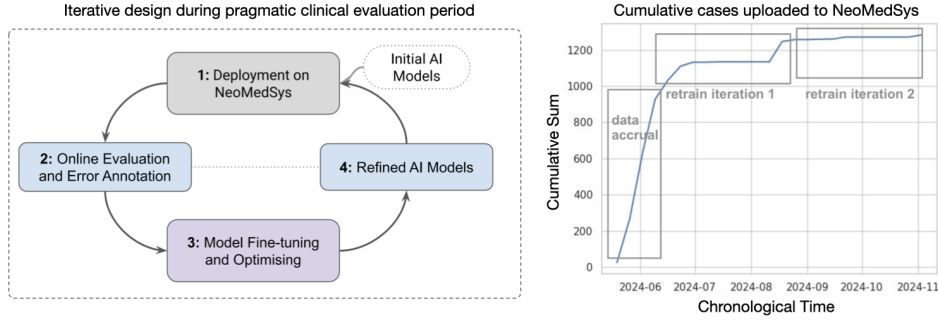 Iterative design during pragmatic clinical evaluation period
Initial AI
Models
1: Deployment on
NeoMedSys
2: Online Evaluation
and Error Annotation
4: Refined AI Models
3: Model Fine-tuning
and Optimising
Cumulative cases uploaded to NeoMedSys
Cumulative Sum
1200
1000
800
600
400
200
0
data
accrual
retrain iteration 1
retrain iteration 2
2024-06
2024-07
2024-08
2024-09
2024-10
2024-11
Chronological Time